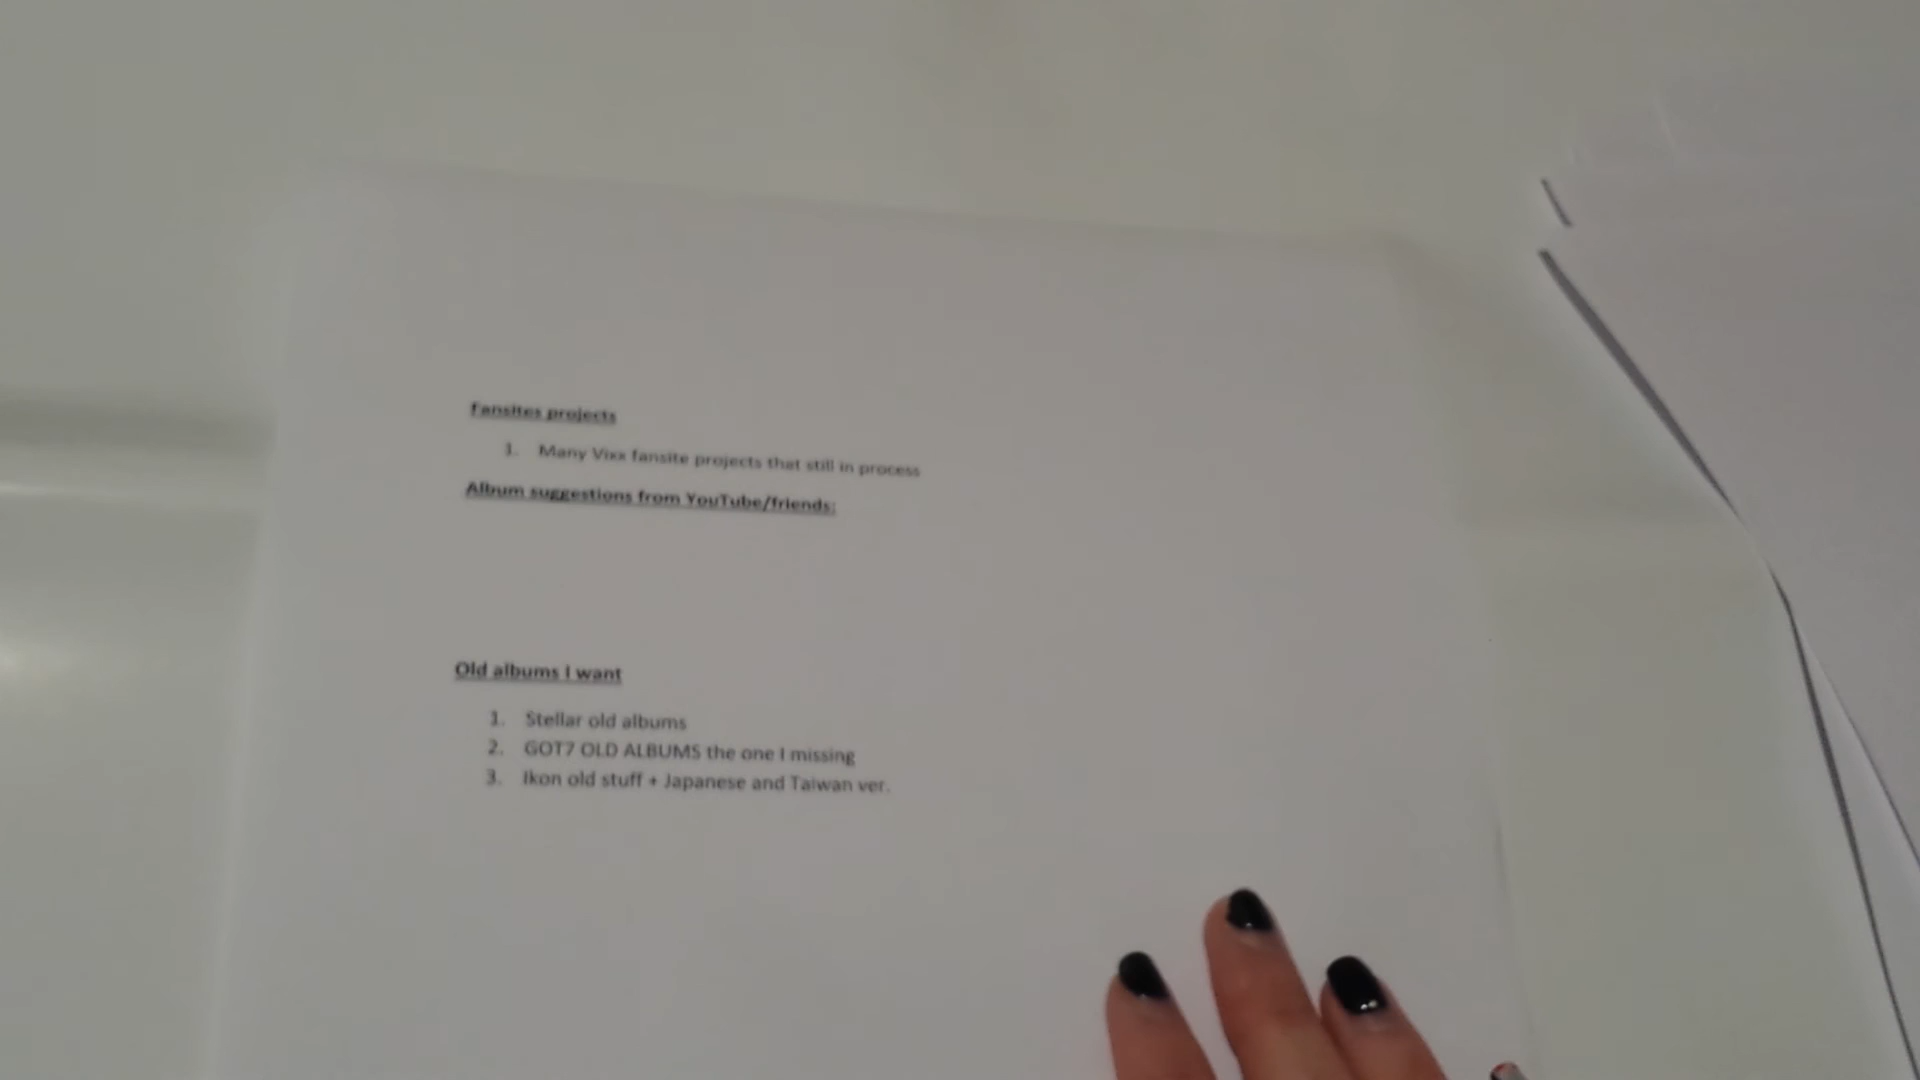 Fansites projects
1. Many Vixx fansite projects that still in process
Album suggestions from YouTube/friends:
Old albums I want
1. Stellar old albums
2. GOT7 OLD ALBUMS the one I missing
3. Ikon old stuff + Japanese and Taiwan ver.